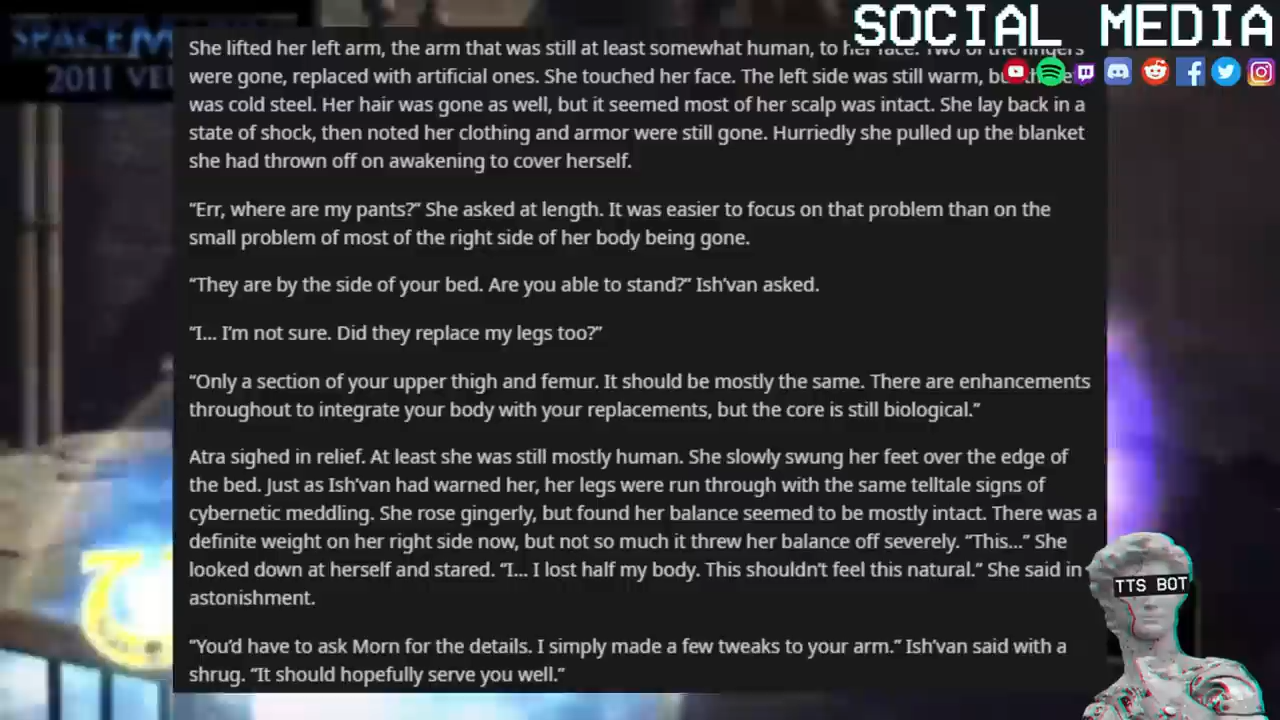 SPACEM
2011 VE
SOCIAL MEDIA
She lifted her left arm, the arm that was still at least somewhat human, to her face. Two of the fingers
were gone, replaced with artificial ones. She touched her face. The left side was still warm, but the
was cold steel. Her hair was gone as well, but it seemed most of her scalp was intact. She lay back in a
state of shock, then noted her clothing and armor were still gone. Hurriedly she pulled up the blanket
she had thrown off on awakening to cover herself.
“Err, where are my pants?” She asked at length. It was easier to focus on that problem than on the
small problem of most of the right side of her body being gone.
“They are by the side of your bed. Are you able to stand?” Ish’van asked.
“I... I’m not sure. Did they replace my legs too?”
“Only a section of your upper thigh and femur. It should be mostly the same. There are enhancements
throughout to integrate your body with your replacements, but the core is still biological.”
Atra sighed in relief. At least she was still mostly human. She slowly swung her feet over the edge of
the bed. Just as Ish’van had warned her, her legs were run through with the same telltale signs of
cybernetic meddling. She rose gingerly, but found her balance seemed to be mostly intact. There was a
definite weight on her right side now, but not so much it threw her balance off severely. “This...” She
looked down at herself and stared. “I... I lost half my body. This shouldn’t feel this natural.” She said in
astonishment.
“You’d have to ask Morn for the details. I simply made a few tweaks to your arm.” Ish’van said with a
shrug. “It should hopefully serve you well.”
TTS BOT